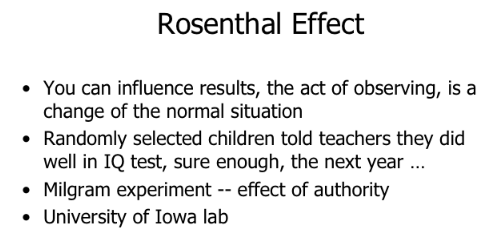 Rosenthal Effect
• You can influence results, the act of observing, is a
change of the normal situation
• Randomly selected children told teachers they did
well in IQ test, sure enough, the next year ...
• Milgram experiment -- effect of authority
• University of Iowa lab